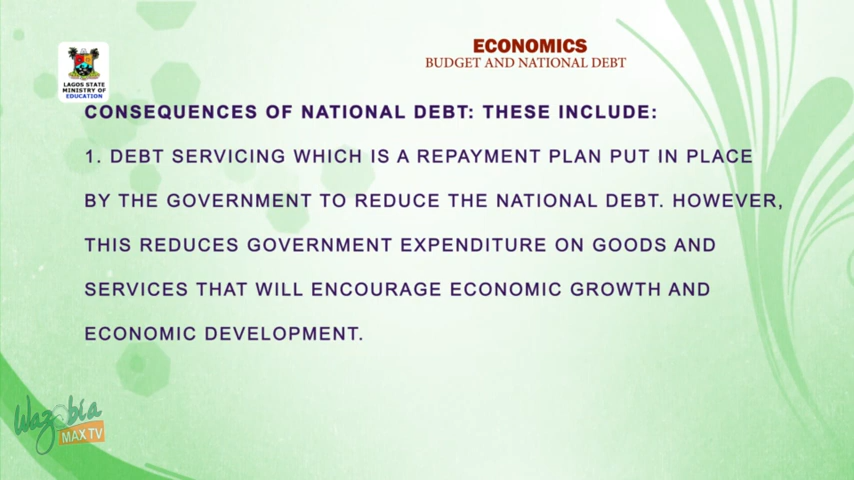 ECONOMICS
BUDGET AND NATIONAL DEBT
LAGOS STATE
MINISTRY OF
EDUCATION
CONSEQUENCES OF NATIONAL DEBT: THESE INCLUDE:
1. DEBT SERVICING WHICH IS A REPAYMENT PLAN PUT IN PLACE
BY THE GOVERNMENT TO REDUCE THE NATIONAL DEBT. HOWEVER,
THIS REDUCES GOVERNMENT EXPENDITURE ON GOODS AND
SERVICES THAT WILL ENCOURAGE ECONOMIC GROWTH AND
ECONOMIC DEVELOPMENT.
Wazobia
MAX TV